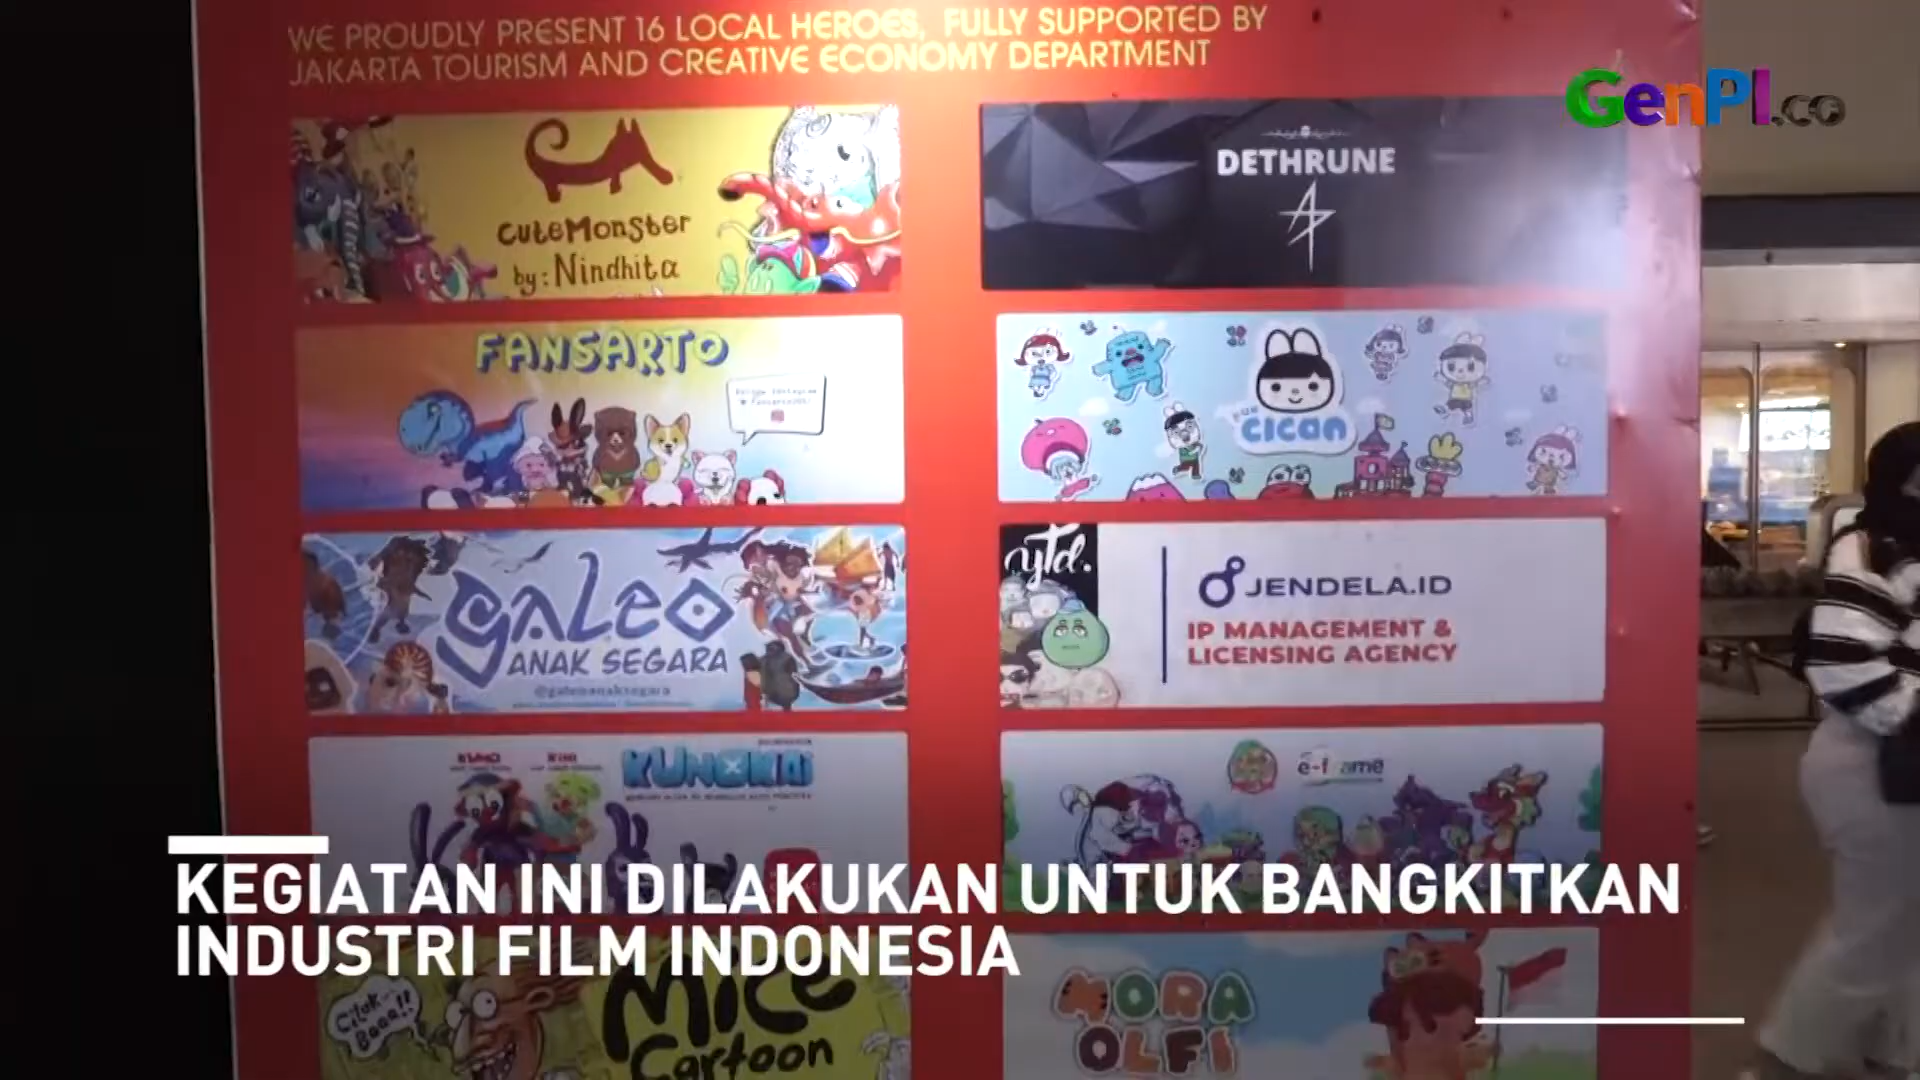 WE PROUDLY PRESENT 16 LOCAL HEROES, FULLY SUPPORTED BY
JAKARTA TOURISM AND CREATIVE ECONOMY DEPARTMENT
GenPI.co
CuteMonster
by: Nindhita
DETHRUNE
FANSARTO
cican
GALEO
ANAK SEGARA
@galeoanaksegara
ytd.
JENDELA.ID
IP MANAGEMENT &
LICENSING AGENCY
KUNOKINI
e-frame
KEGIATAN INI DILAKUKAN UNTUK BANGKITKAN
INDUSTRI FILM INDONESIA
Mice
Cartoon
NORA
OLFI